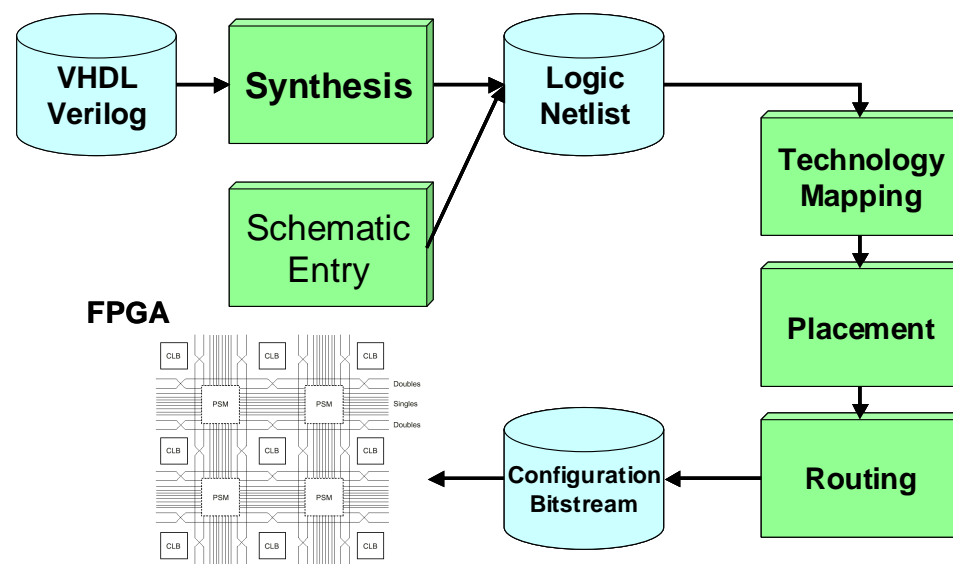 VHDL
Verilog
Synthesis
Logic
Netlist
Technology
Mapping
Schematic
Entry
Placement
FPGA
CLB CLB CLB
Doubles
PSM PSM Singles
Doubles
CLB CLB CLB
PSM PSM
CLB CLB CLB
Configuration
Bitstream
Routing